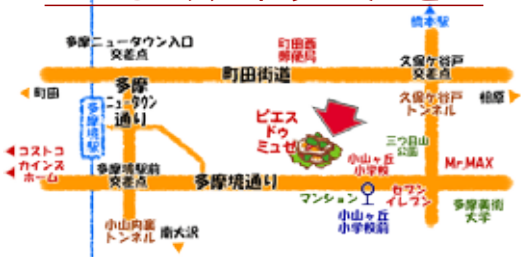 橋本駅
多摩ニュータウン入口
交差点
町田西
郵便局
久保ケ谷戸
交差点
町田街道
町田
多摩
ニュータウン
通り
久保ケ谷戸
トンネル
相原
多摩境駅
ピエス
ドゥ
ミュゼ
三つ目山
公園
コストコ
カインズ
ホーム
多摩境駅前
交差点
多摩境通り
小山ヶ丘
小学校
Mr.MAX
マンション
セブン
イレブン
小山ヶ丘
小学校前
多摩美術
大学
小山内裏
トンネル
南大沢